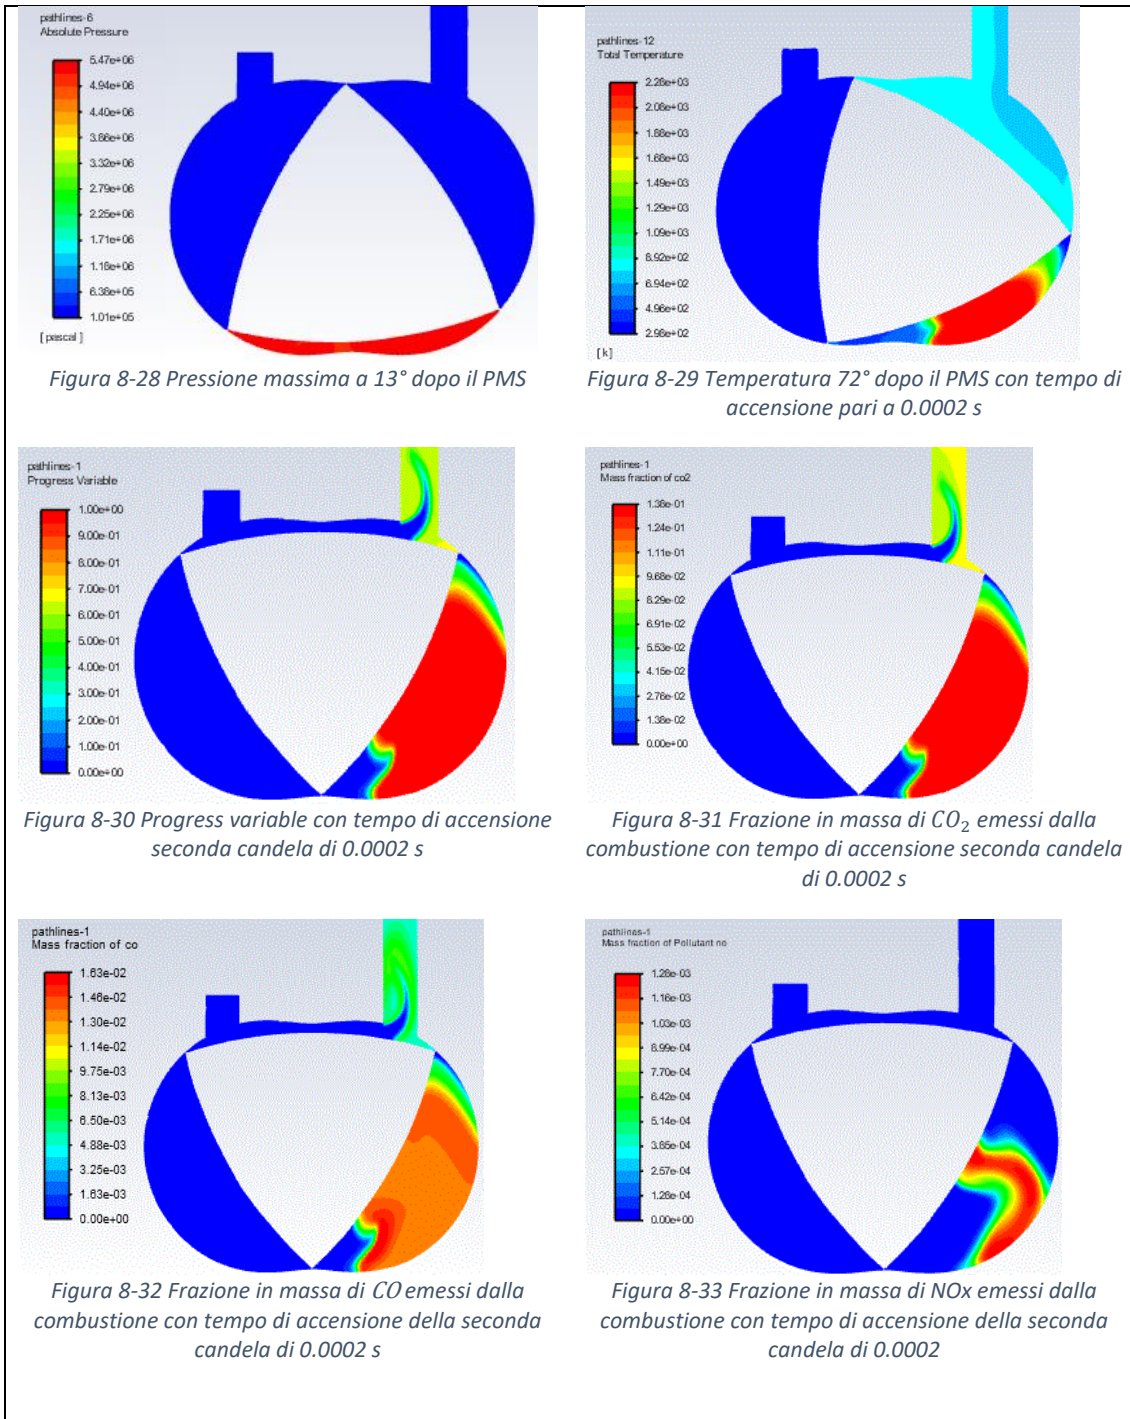 pathlines-6
Absolute Pressure
5.47e+06
4.94e+06
4.40e+06
3.86e+06
3.32e+06
2.79e+06
2.25e+06
1.71e+06
1.18e+06
6.38e+05
1.01e+05
[ pascal ]
Figura 8-28 Pressione massima a 13° dopo il PMS
pathlines-12
Total Temperature
2.28e+03
2.08e+03
1.88e+03
1.68e+03
1.49e+03
1.29e+03
1.09e+03
8.92e+02
6.94e+02
4.96e+02
2.98e+02
[ k]
Figura 8-29 Temperatura 72° dopo il PMS con tempo di
accensione pari a 0.0002 s
pathlines-1
Progress Variable
1.00e+00
9.00e-01
8.00e-01
7.00e-01
6.00e-01
5.00e-01
4.00e-01
3.00e-01
2.00e-01
1.00e-01
0.00e+00
Figura 8-30 Progress variable con tempo di accensione
seconda candela di 0.0002 s
pathlines-1
Mass fraction of co2
1.38e-01
1.24e-01
1.11e-01
9.68e-02
8.29e-02
6.91e-02
5.53e-02
4.15e-02
2.76e-02
1.38e-02
0.00e+00
Figura 8-31 Frazione in massa di CO₂ emessi dalla
combustione con tempo di accensione seconda candela
di 0.0002 s
pathlines-1
Mass fraction of co
1.63e-02
1.46e-02
1.30e-02
1.14e-02
9.75e-03
8.13e-03
6.50e-03
4.88e-03
3.25e-03
1.63e-03
0.00e+00
Figura 8-32 Frazione in massa di CO emessi dalla
combustione con tempo di accensione della seconda
candela di 0.0002 s
pathlines-1
Mass fraction of Pollutant no
1.28e-03
1.16e-03
1.03e-03
8.99e-04
7.70e-04
6.42e-04
5.14e-04
3.85e-04
2.57e-04
1.28e-04
0.00e+00
Figura 8-33 Frazione in massa di NOx emessi dalla
combustione con tempo di accensione della seconda
candela di 0.0002